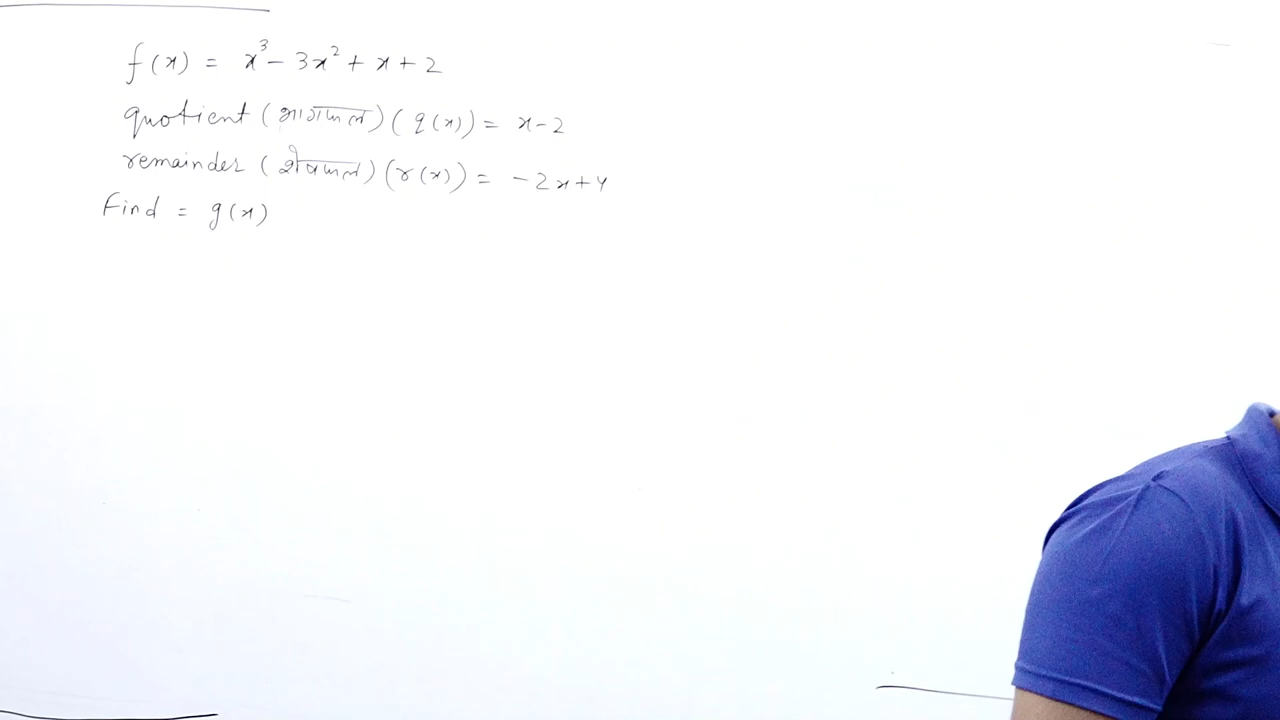 f(x) = x³ - 3x² + x + 2
quotient (भागफल) (q(x)) = x-2
remainder (शेषफल) (r(x)) = -2x+4
Find = g(x)